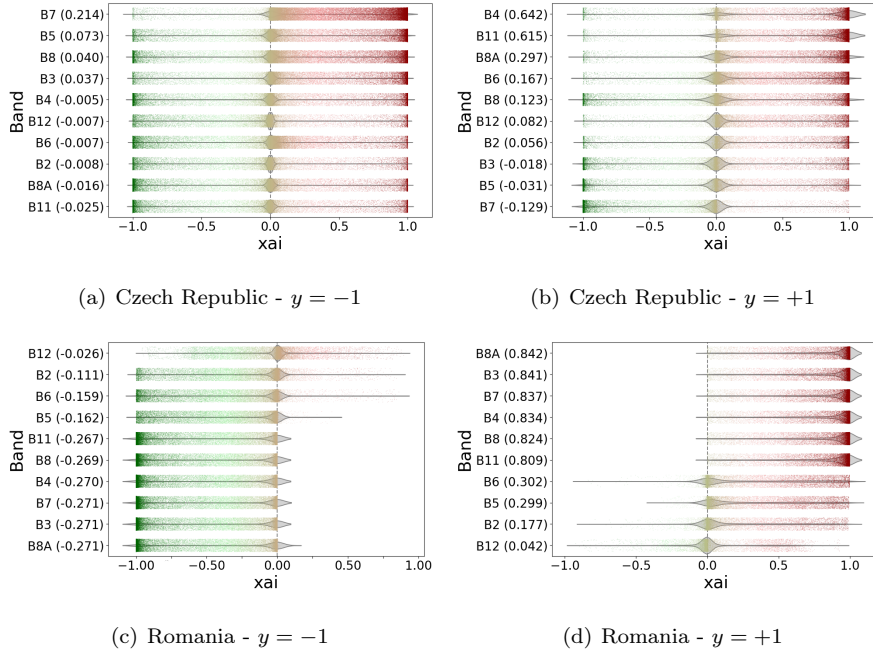 B7 (0.214)
B5 (0.073)
B8 (0.040)
B3 (0.037)
B4 (-0.005)
B12 (-0.007)
B6 (-0.007)
B2 (-0.008)
B8A (-0.016)
B11 (-0.025)
Band
−1.0 −0.5 0.0 0.5 1.0
xai
(a) Czech Republic - y = −1
B4 (0.642)
B11 (0.615)
B8A (0.297)
B6 (0.167)
B8 (0.123)
B12 (0.082)
B2 (0.056)
B3 (-0.018)
B5 (-0.031)
B7 (-0.129)
Band
−1.0 −0.5 0.0 0.5 1.0
xai
(b) Czech Republic - y = +1
B12 (-0.026)
B2 (-0.111)
B6 (-0.159)
B5 (-0.162)
B11 (-0.267)
B8 (-0.269)
B4 (-0.270)
B7 (-0.271)
B3 (-0.271)
B8A (-0.271)
Band
−1.00 −0.50 0.00 0.50 1.00
xai
(c) Romania - y = −1
B8A (0.842)
B3 (0.841)
B7 (0.837)
B4 (0.834)
B8 (0.824)
B11 (0.809)
B6 (0.302)
B5 (0.299)
B2 (0.177)
B12 (0.042)
Band
−1.0 −0.5 0.0 0.5 1.0
xai
(d) Romania - y = +1